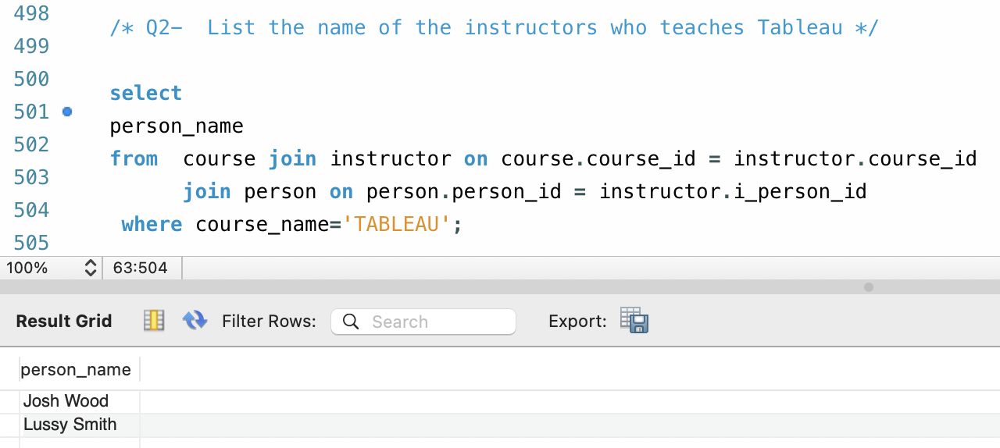 498
/* Q2-  List the name of the instructors who teaches Tableau */
499
500
select
501
person_name
502
from  course join instructor on course.course_id = instructor.course_id
503
join person on person.person_id = instructor.i_person_id
504
where course_name='TABLEAU';
505
100% 63:504
Result Grid Filter Rows: Search Export:
person_name
Josh Wood
Lussy Smith